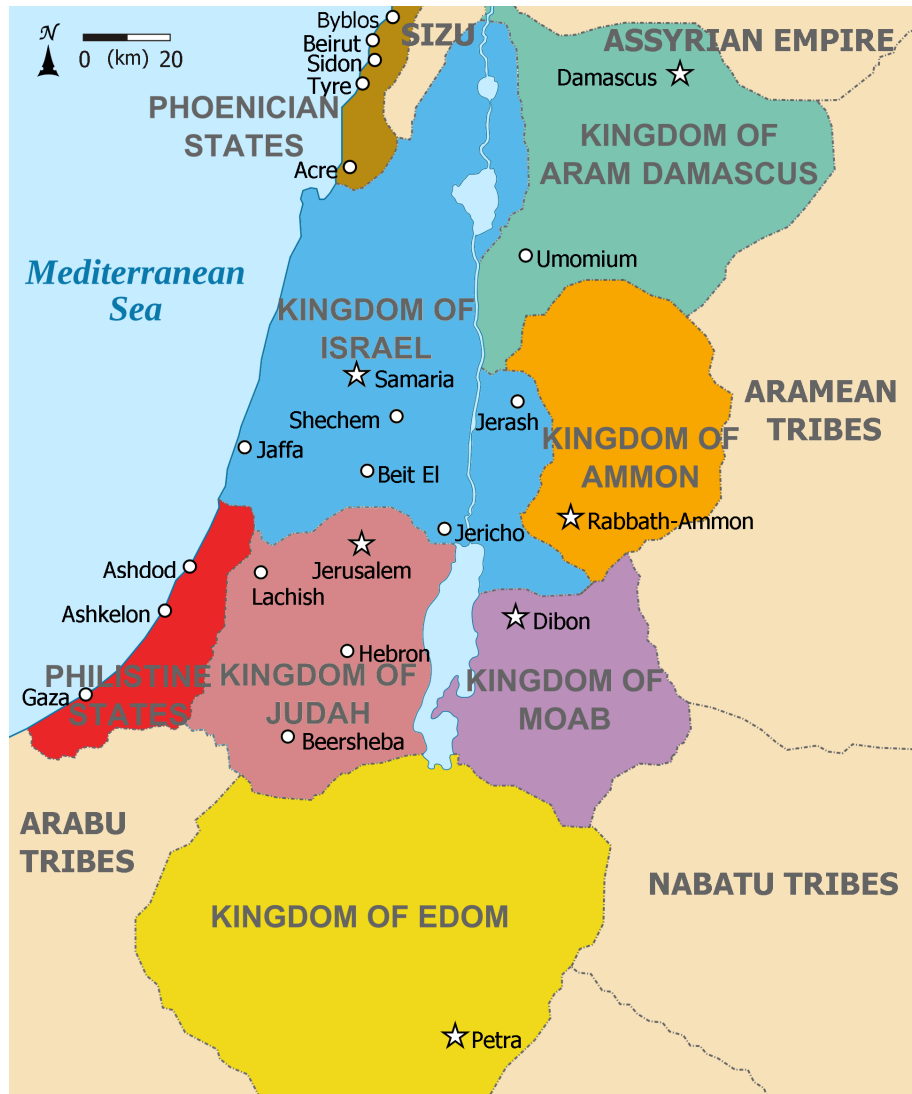 Byblos
SIZU
N
Beirut
ASSYRIAN EMPIRE
0 (km) 20
Sidon
Damascus
Tyre
PHOENICIAN
STATES
KINGDOM OF
ARAM DAMASCUS
Acre
Umomium
Mediterranean
Sea
KINGDOM OF
ISRAEL
Samaria
ARAMEAN
TRIBES
Shechem
Jerash
KINGDOM OF
AMMON
Jaffa
Beit El
Rabbath-Ammon
Jericho
Ashdod
Jerusalem
Lachish
Ashkelon
Dibon
Hebron
PHILISTINE
STATES
KINGDOM OF
JUDAH
KINGDOM OF
MOAB
Gaza
Beersheba
ARABU
TRIBES
NABATU TRIBES
KINGDOM OF EDOM
Petra